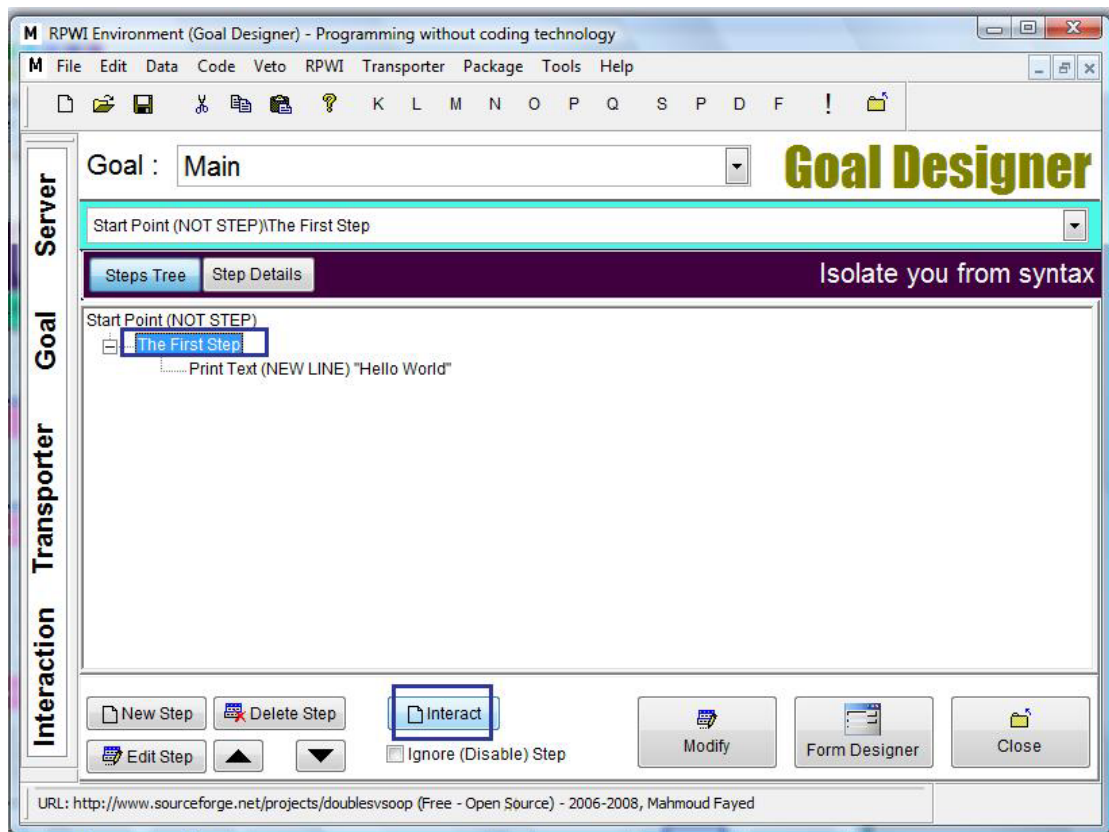 M RPWI Environment (Goal Designer) - Programming without coding technology
M File Edit Data Code Veto RPWI Transporter Package Tools Help
K L M N O P Q S P D F !
Goal : Main
Goal Designer
Start Point (NOT STEP)\The First Step
Steps Tree Step Details Isolate you from syntax
Start Point (NOT STEP)
The First Step
Print Text (NEW LINE) "Hello World"
Server
Goal
Transporter
Interaction
New Step Delete Step Interact Modify Form Designer Close
Edit Step Ignore (Disable) Step
URL: http://www.sourceforge.net/projects/doublesvsoop (Free - Open Source) - 2006-2008, Mahmoud Fayed